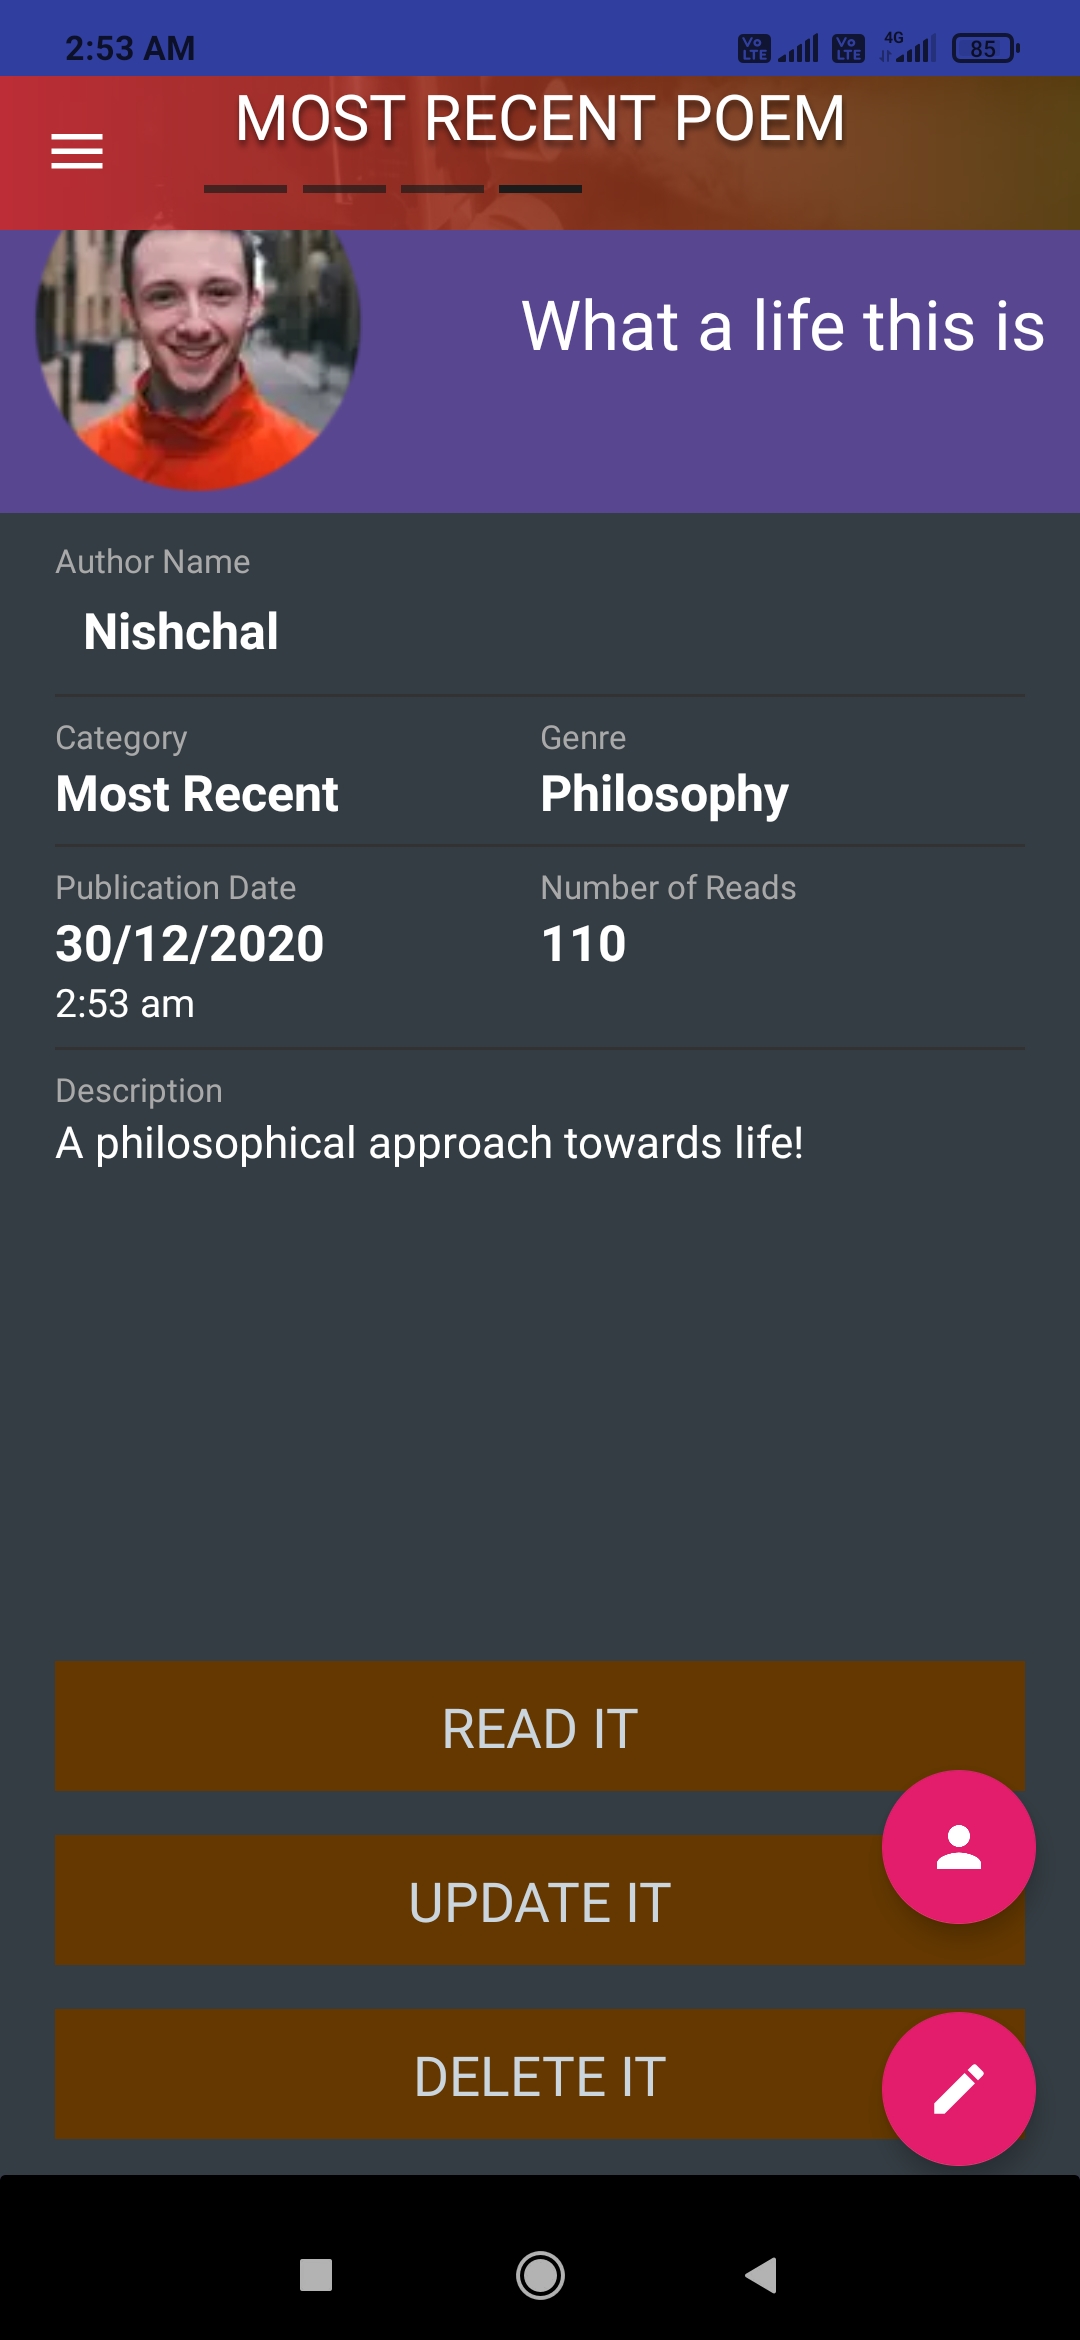 2:53 AM
Vo LTE Vo LTE 4G 85
MOST RECENT POEM
What a life this is
Author Name
Nishchal
Category Genre
Most Recent Philosophy
Publication Date Number of Reads
30/12/2020 110
2:53 am
Description
A philosophical approach towards life!
READ IT
UPDATE IT
DELETE IT